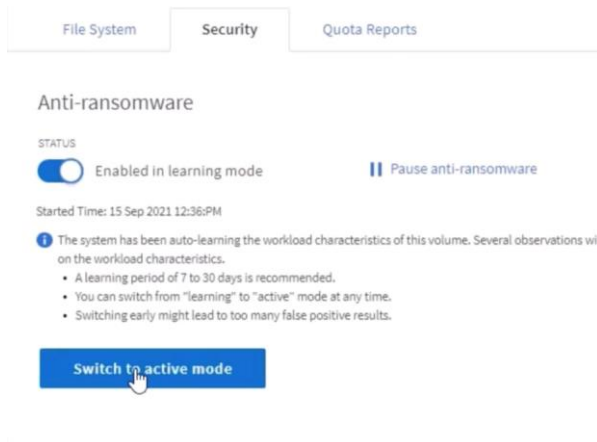 File System Security Quota Reports
Anti-ransomware
STATUS
Enabled in learning mode Pause anti-ransomware
Started Time: 15 Sep 2021 12:36:PM
The system has been auto-learning the workload characteristics of this volume. Several observations wi
on the workload characteristics.
• A learning period of 7 to 30 days is recommended.
• You can switch from "learning" to "active" mode at any time.
• Switching early might lead to too many false positive results.
Switch to active mode